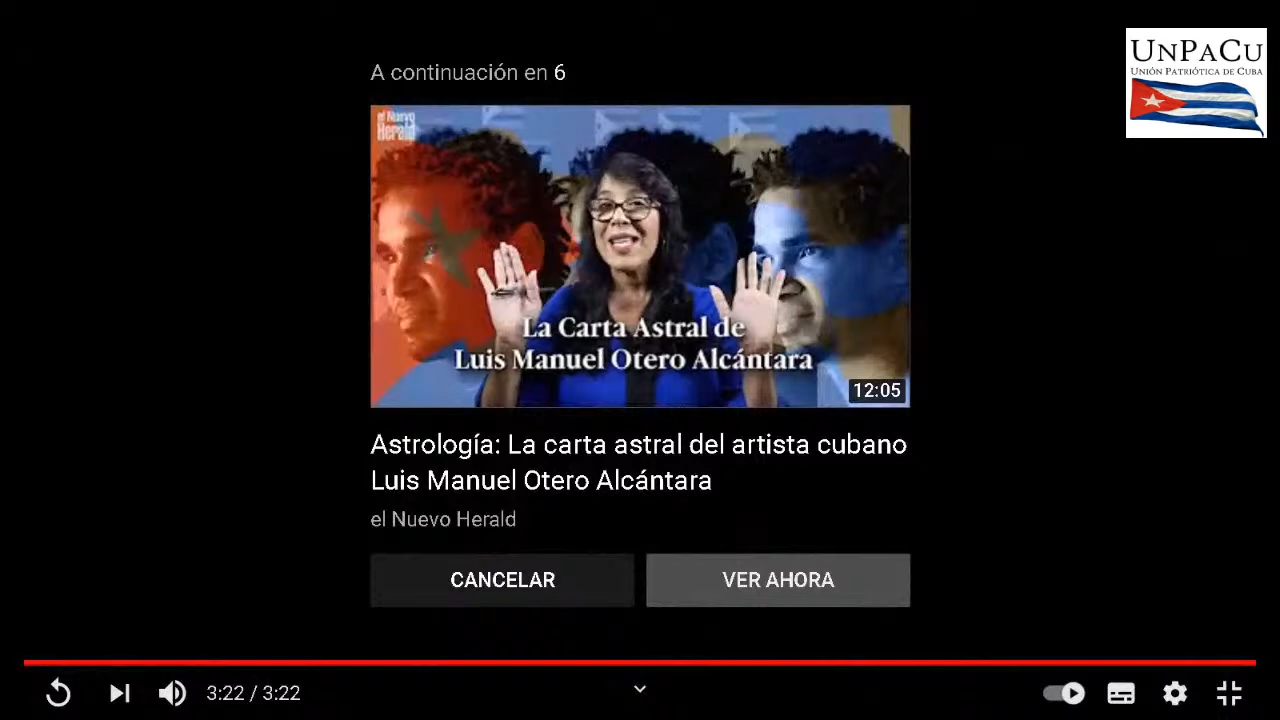 UNPACU
UNIÓN PATRIÓTICA DE CUBA
A continuación en 6
el Nuevo
Herald
La Carta Astral de
Luis Manuel Otero Alcántara
12:05
Astrología: La carta astral del artista cubano
Luis Manuel Otero Alcántara
el Nuevo Herald
CANCELAR
VER AHORA
3:22 / 3:22